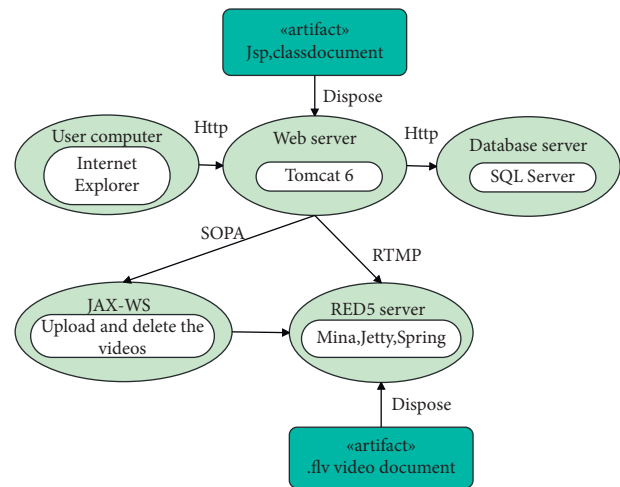 «artifact»
Jsp,classdocument
Dispose
User computer
Internet
Explorer
Http
Web server
Tomcat 6
Http
Database server
SQL Server
SOPA
RTMP
JAX-WS
Upload and delete the
videos
RED5 server
Mina,Jetty,Spring
Dispose
«artifact»
.flv video document